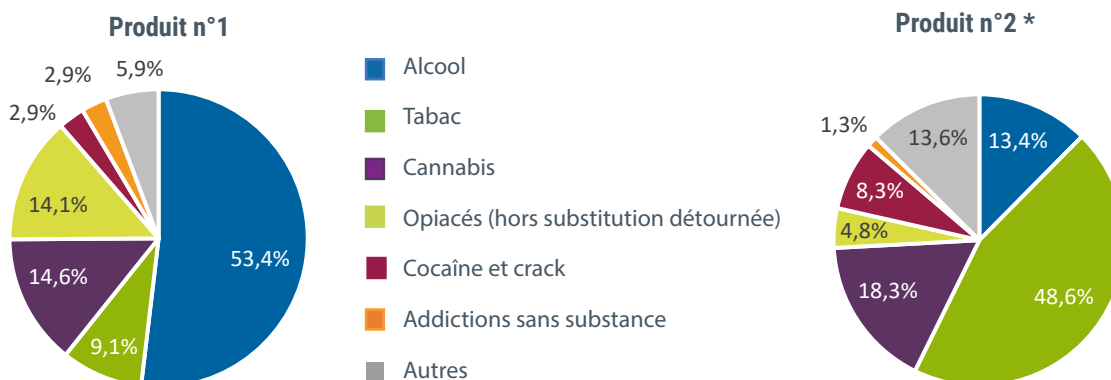 Produit n°1
5,9%
2,9%
2,9%
14,1%
14,6%
9,1%
53,4%
Alcool
Tabac
Cannabis
Opiacés (hors substitution détournée)
Cocaïne et crack
Addictions sans substance
Autres
Produit n°2 *
1,3%
13,6%
13,4%
8,3%
4,8%
18,3%
48,6%